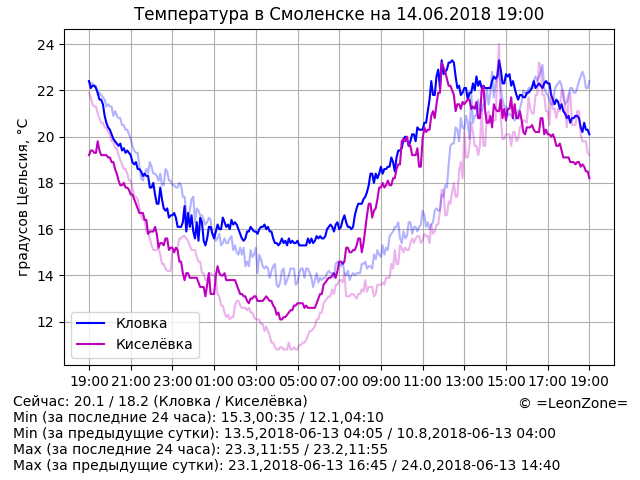 Температура в Смоленске на 14.06.2018 19:00
градусов Цельсия, °C
24
22
20
18
16
14
12
Кловка
Киселёвка
19:00 21:00 23:00 01:00 03:00 05:00 07:00 09:00 11:00 13:00 15:00 17:00 19:00
Сейчас: 20.1 / 18.2 (Кловка / Киселёвка)
© =LeonZone=
Min (за последние 24 часа): 15.3,00:35 / 12.1,04:10
Min (за предыдущие сутки): 13.5,2018-06-13 04:05 / 10.8,2018-06-13 04:00
Max (за последние 24 часа): 23.3,11:55 / 23.2,11:55
Max (за предыдущие сутки): 23.1,2018-06-13 16:45 / 24.0,2018-06-13 14:40